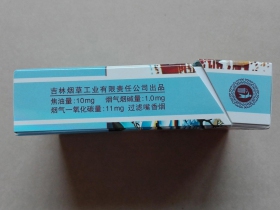 吉林烟草工业有限责任公司出品
焦油量：10mg 烟气烟碱量：1.0mg
烟气一氧化碳量：11mg 过滤嘴香烟